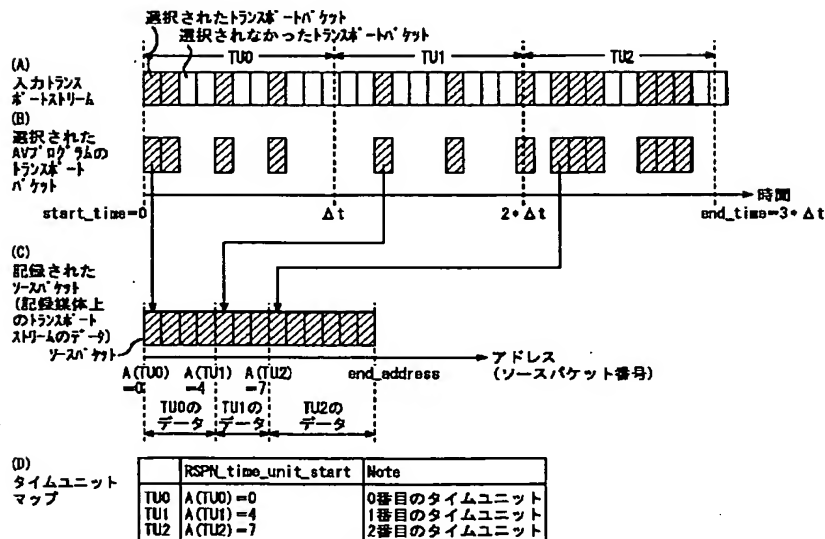 選択されたトランスポートパケット
選択されなかったトランスポートパケット
TU0 TU1 TU2
(A)
入力トランス
ポートストリーム
(B)
選択された
AVプログラムの
トランスポート
パケット
時間
start_time=0 Δt 2*Δt end_time=3*Δt
(C)
記録された
ソースパケット
(記録媒体上
のトランスポート
ストリームのデータ)
ソースパケット
アドレス
(ソースパケット番号)
A(TU0) A(TU1) A(TU2) end_address
=0 =4 =7
TU0の TU1の TU2の
データ データ データ
(D)
タイムユニット
マップ
RSPN_time_unit_start Note
TU0 A(TU0)=0 0番目のタイムユニット
TU1 A(TU1)=4 1番目のタイムユニット
TU2 A(TU2)=7 2番目のタイムユニット